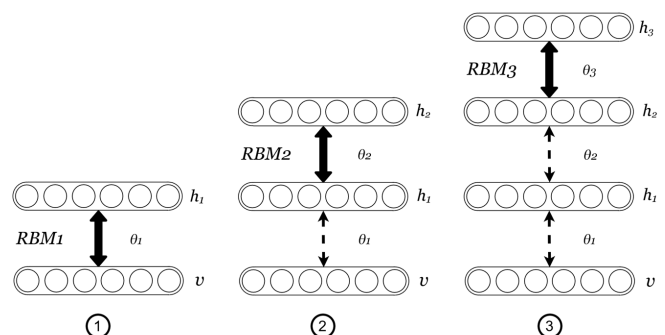 h₃
RBM3 θ₃
h₂ h₂
RBM2 θ₂ θ₂
h₁ h₁ h₁
RBM1 θ₁ θ₁ θ₁
v v v
1 2 3